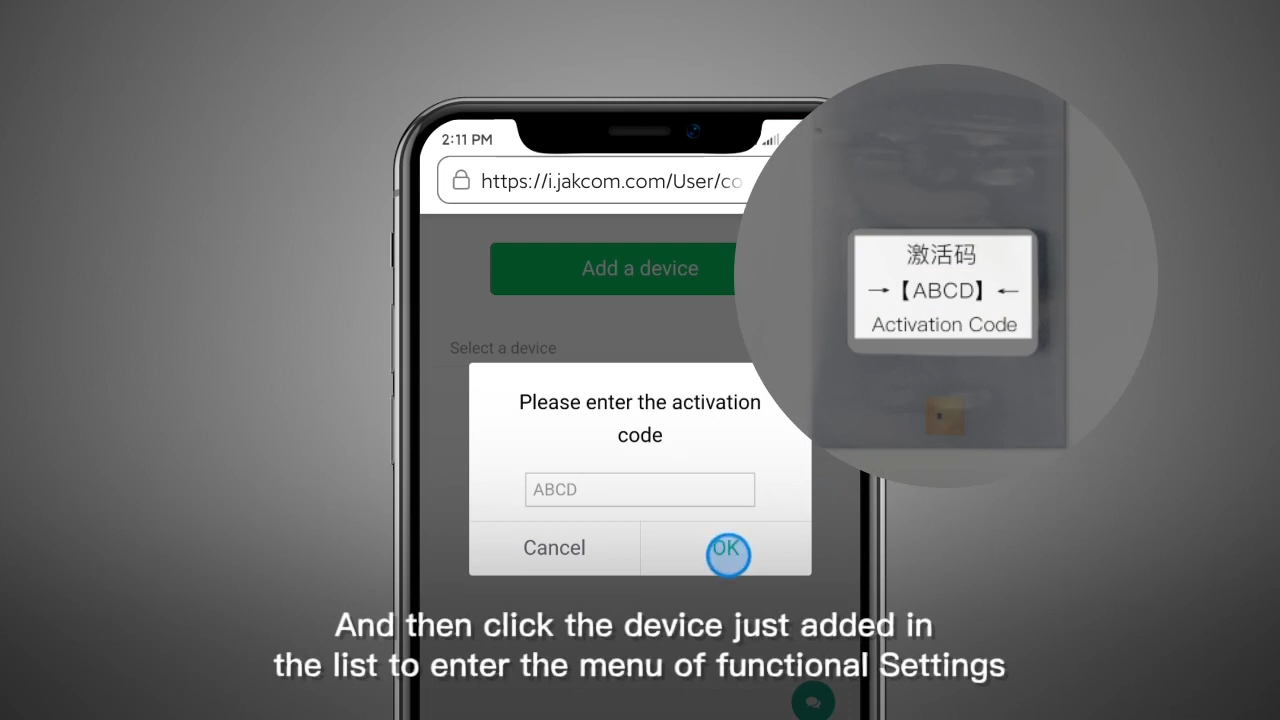 2:11 PM
https://i.jakcom.com/User/co
Add a device
Select a device
Please enter the activation
code
ABCD
Cancel
OK
激活码
→【ABCD】←
Activation Code
And then click the device just added in
the list to enter the menu of functional Settings